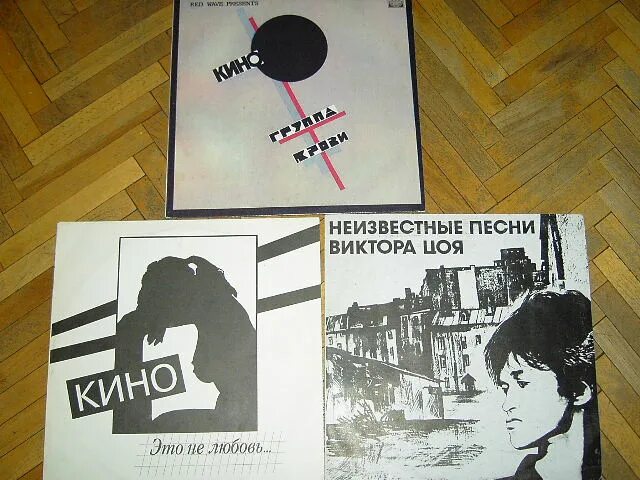 RED WAVE PRESENTS
КИНО
ГРУППА
КРОВИ
КИНО
Это не любовь...
НЕИЗВЕСТНЫЕ ПЕСНИ
ВИКТОРА ЦОЯ